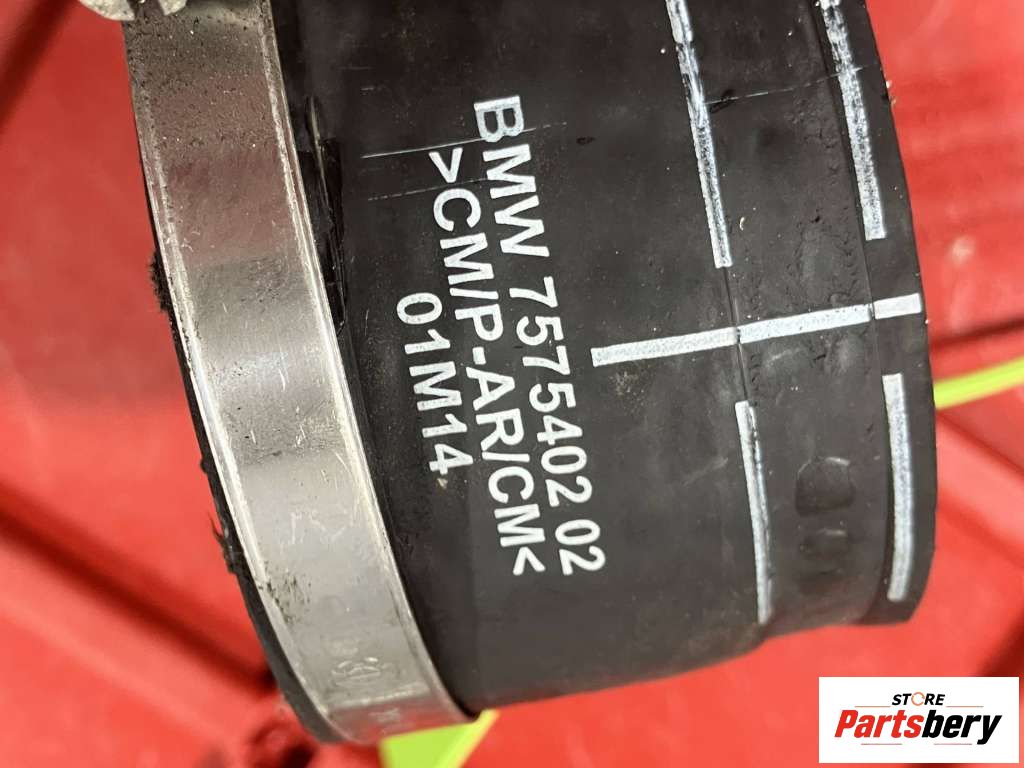 BMW 7575402 02
>CM/P-AR/CM<
01M14
STORE
Partsbery